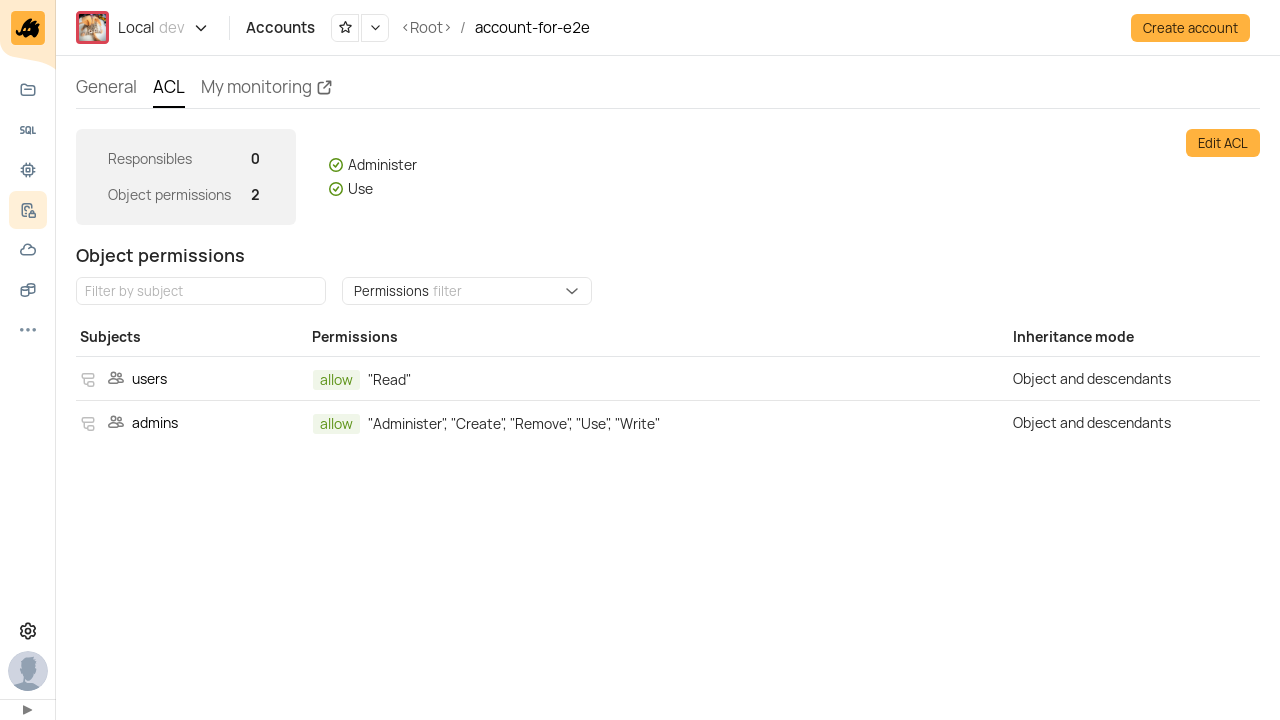 Local dev Accounts <Root> / account-for-e2e Create account
SQL
General ACL My monitoring
Responsibles 0
Object permissions 2
Administer
Use
Edit ACL
Object permissions
Filter by subject Permissions filter
Subjects Permissions Inheritance mode
users allow "Read" Object and descendants
admins allow "Administer", "Create", "Remove", "Use", "Write" Object and descendants